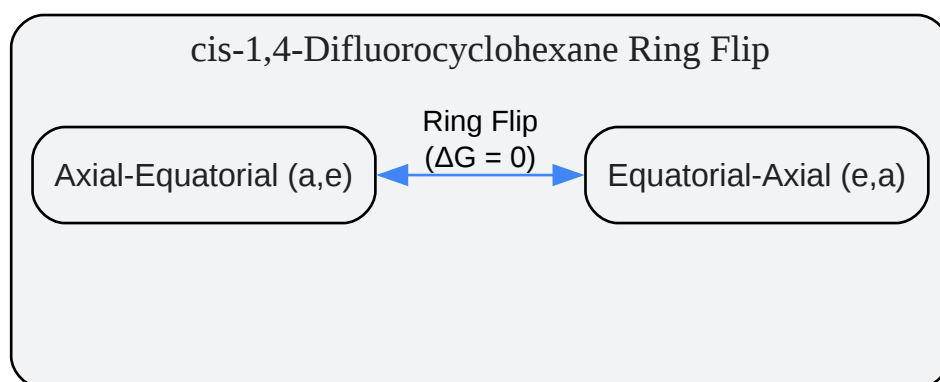 cis-1,4-Difluorocyclohexane Ring Flip
Ring Flip
(ΔG = 0)
Axial-Equatorial (a,e)
Equatorial-Axial (e,a)